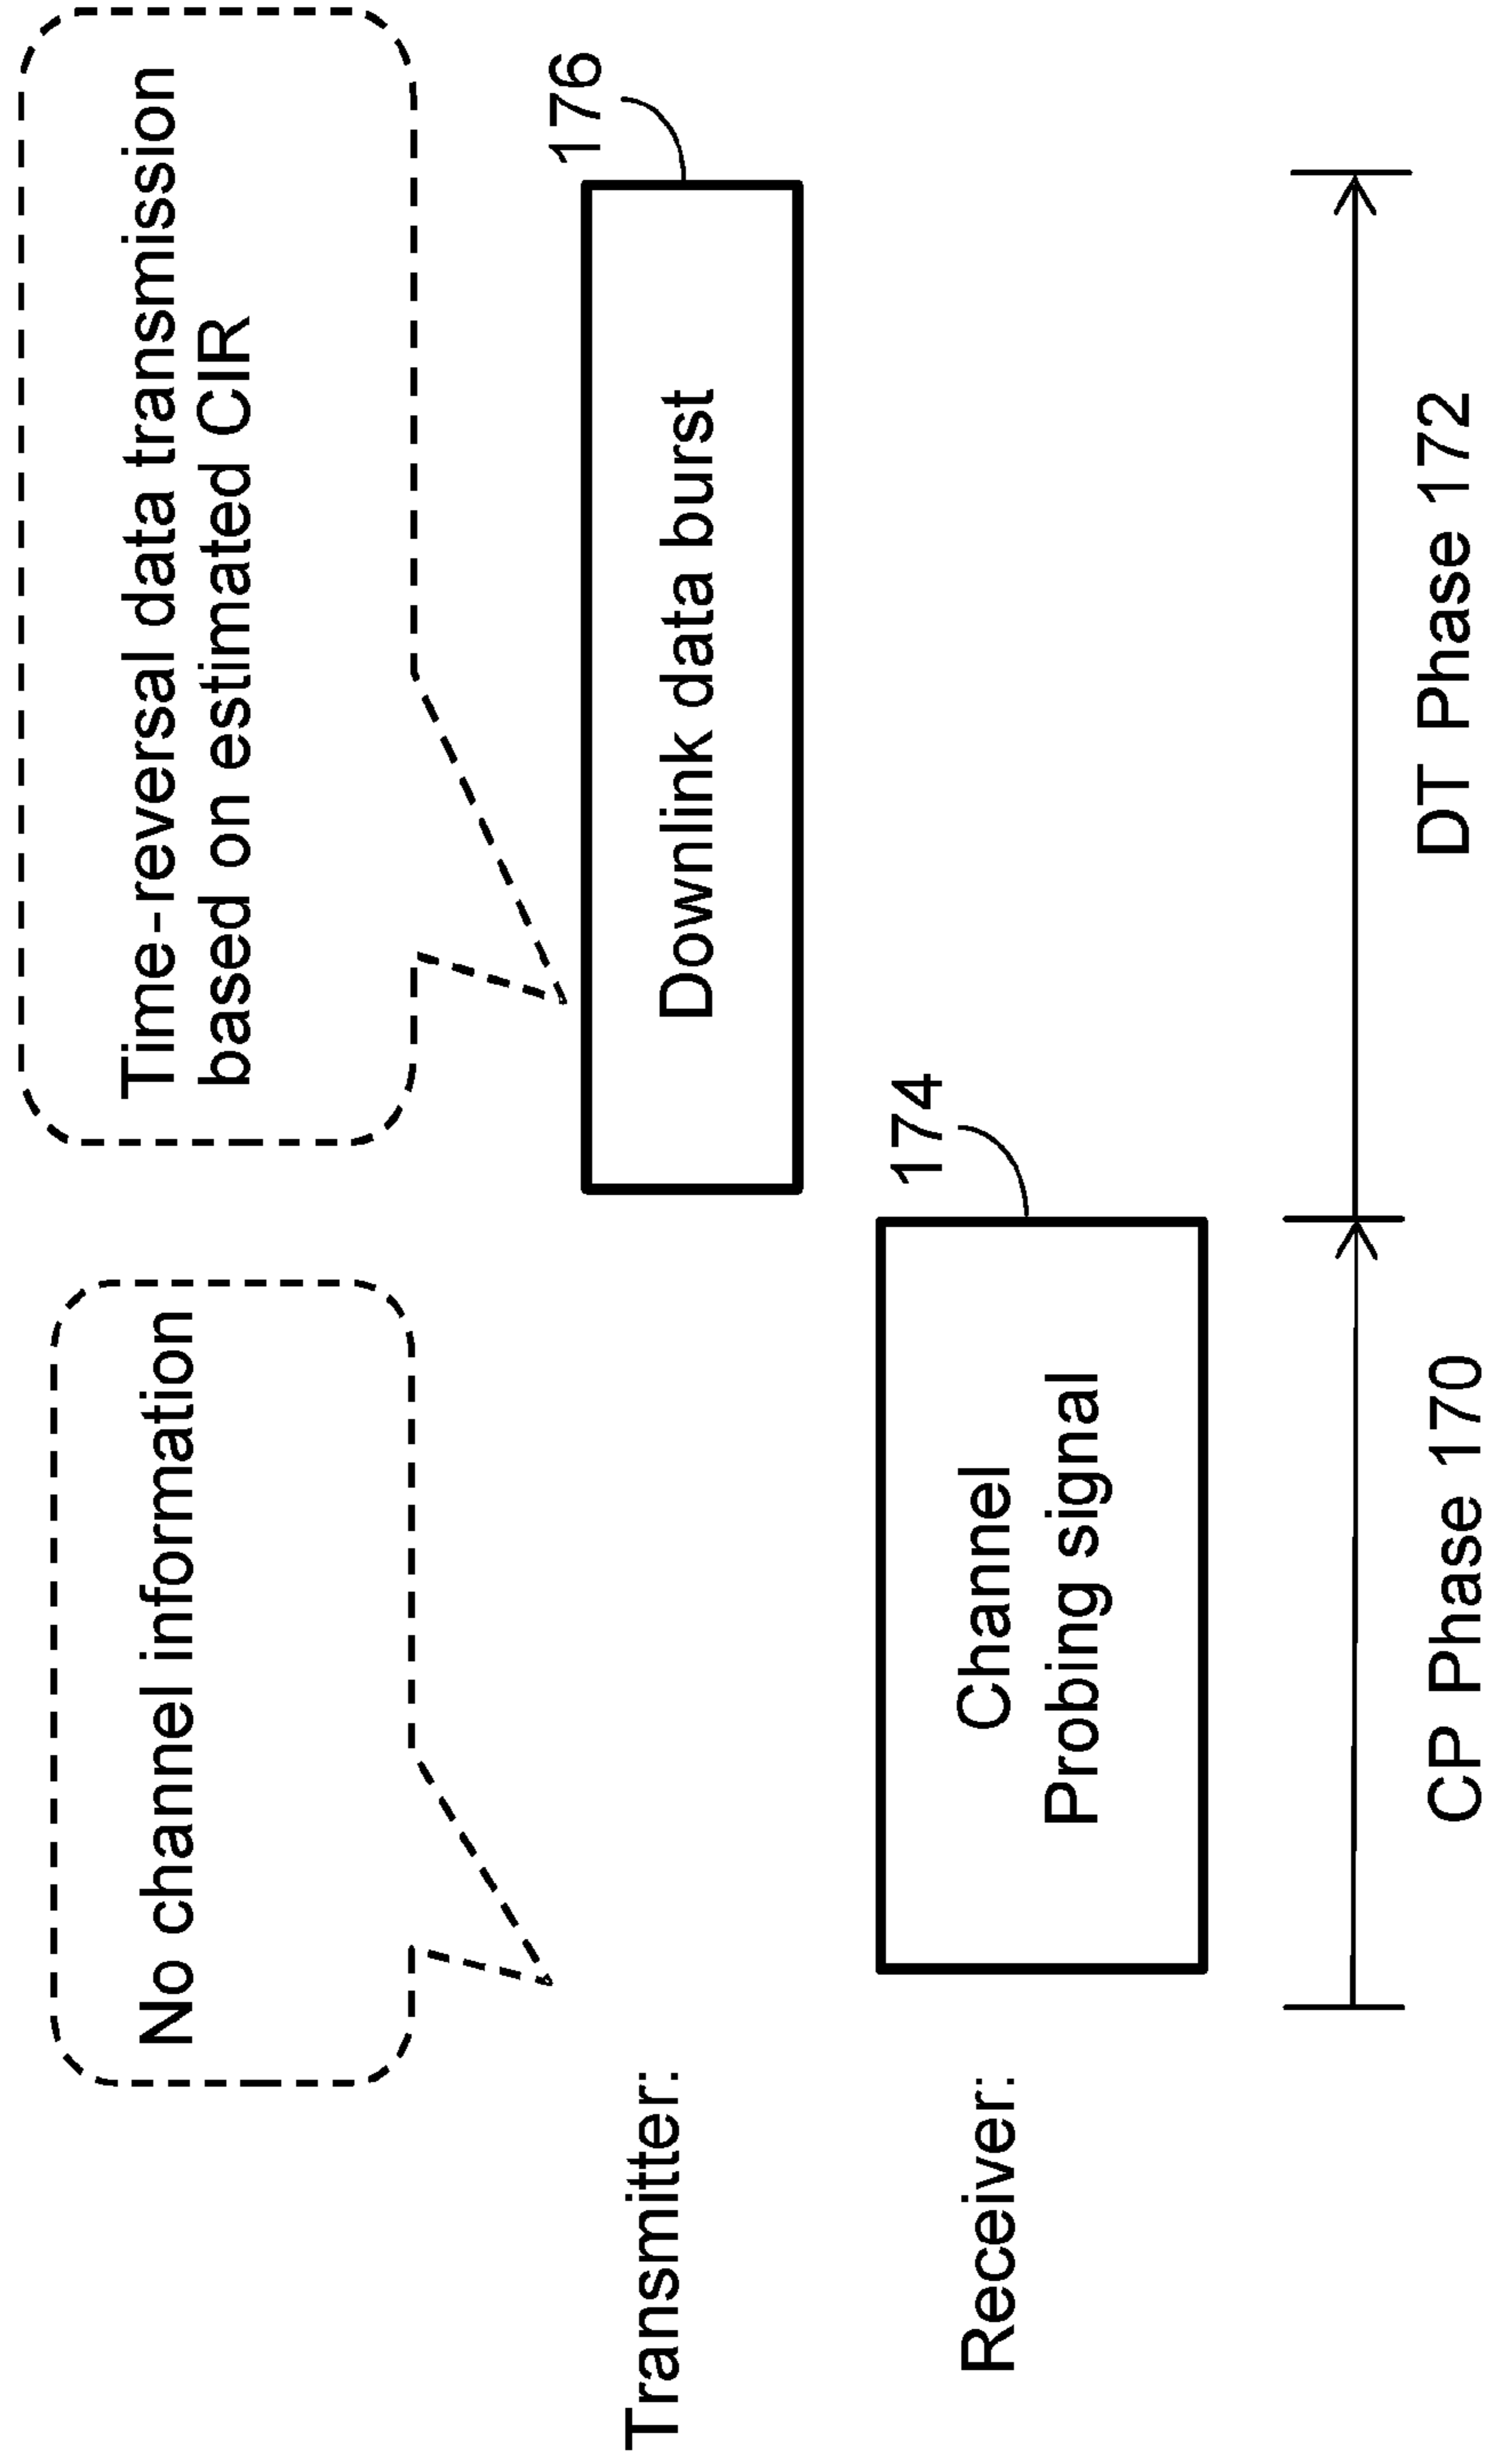 No channel information
Time-reversal data transmission
based on estimated CIR
Transmitter:
Downlink data burst
176
Receiver:
Channel
Probing signal
174
CP Phase 170
DT Phase 172